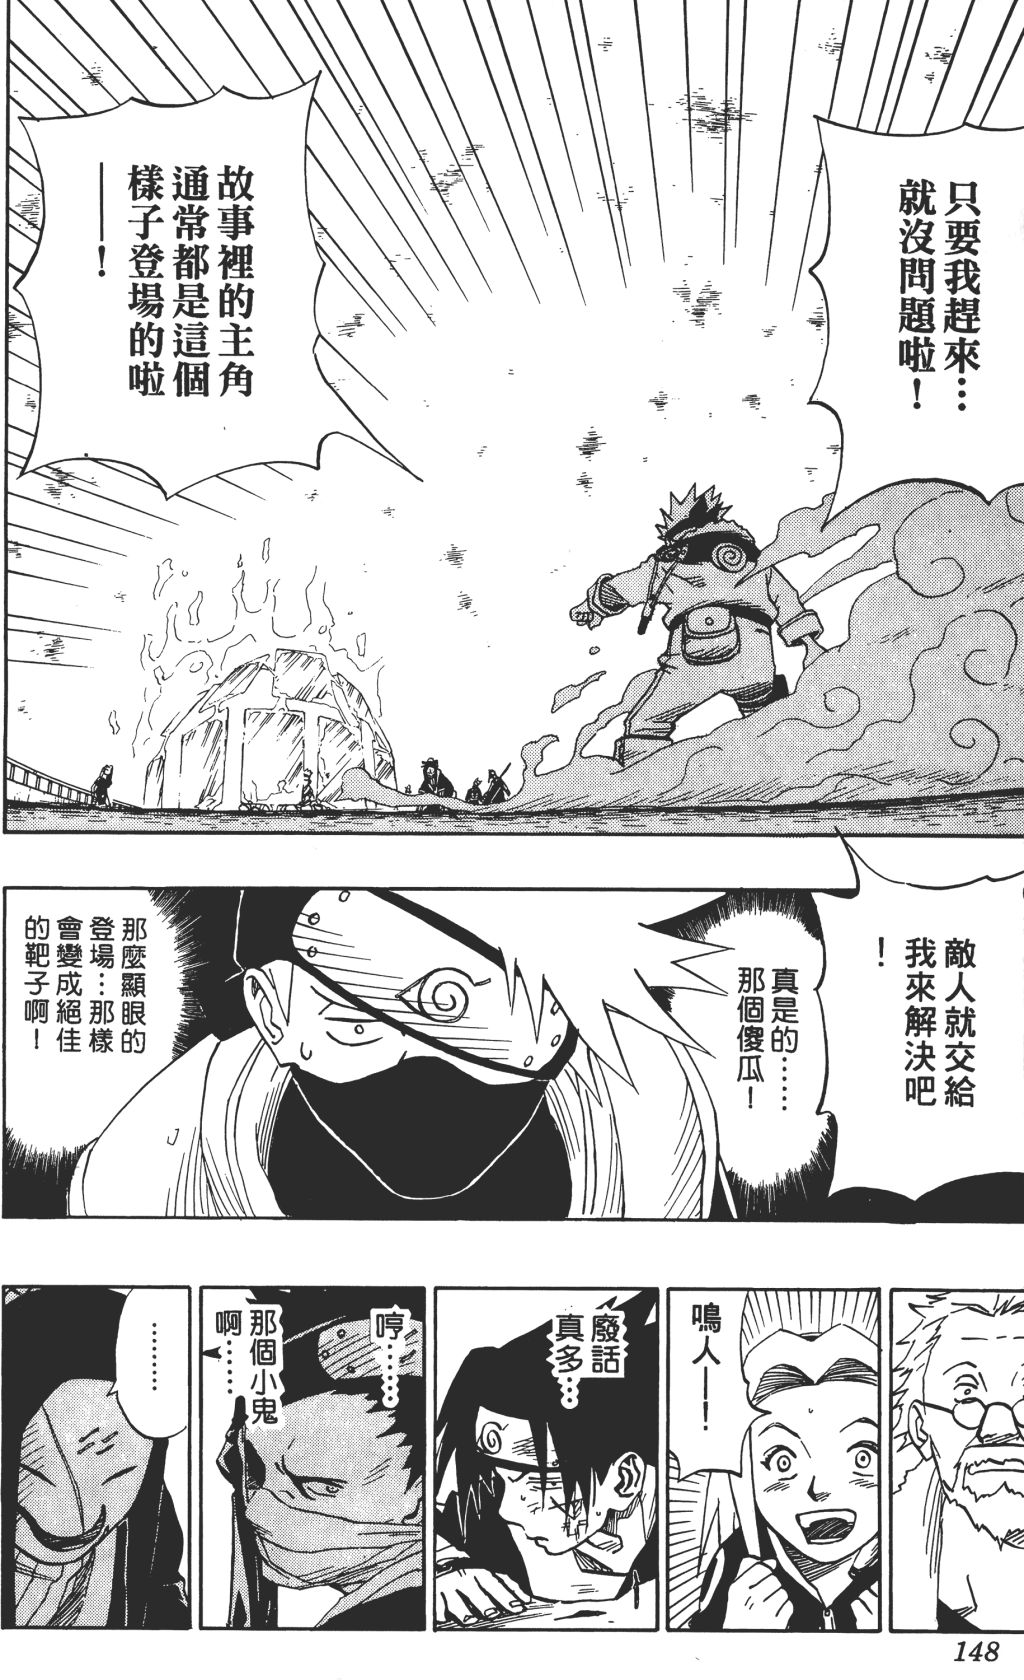 只要我趕來…
就沒問題啦！
故事裡的主角
通常都是這個
樣子登場的啦
——！
敵人就交給
我來解決吧
！
真是的……
那個傻瓜！
那麼顯眼的
登場…那樣
會變成絕佳
的靶子啊！
鳴人——！
廢話
真多…
哼……
那個小鬼
啊……
………
148